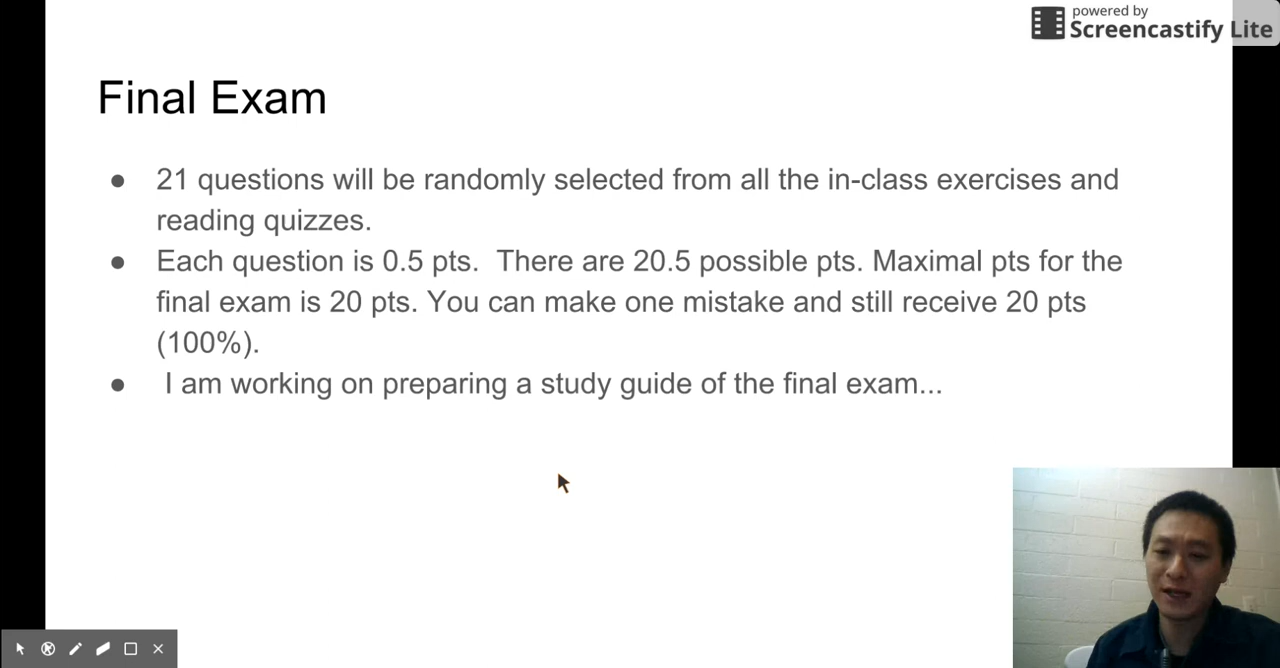 powered by
Screencastify Lite
Final Exam
● 21 questions will be randomly selected from all the in-class exercises and
reading quizzes.
● Each question is 0.5 pts.  There are 20.5 possible pts. Maximal pts for the
final exam is 20 pts. You can make one mistake and still receive 20 pts
(100%).
● I am working on preparing a study guide of the final exam...